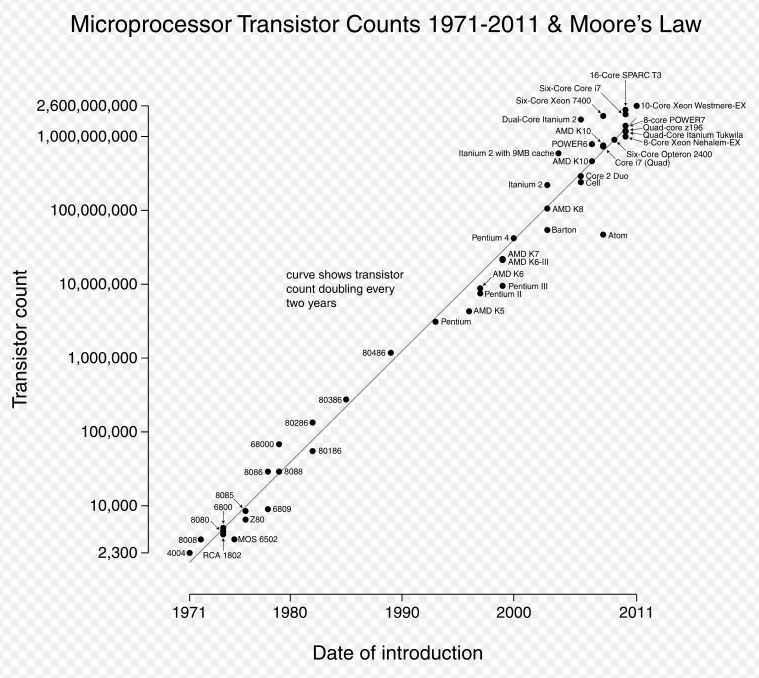 Microprocessor Transistor Counts 1971-2011 & Moore's Law
16-Core SPARC T3
Six-Core Core i7
Six-Core Xeon 7400
2,600,000,000
10-Core Xeon Westmere-EX
Dual-Core Itanium 2
8-core POWER7
Quad-core z196
AMD K10
1,000,000,000
Quad-Core Itanium Tukwila
POWER6
8-Core Xeon Nehalem-EX
Itanium 2 with 9MB cache
Six-Core Opteron 2400
AMD K10
Core i7 (Quad)
Core 2 Duo
Itanium 2
Cell
100,000,000
AMD K8
Barton
Pentium 4
Atom
AMD K7
AMD K6-III
curve shows transistor
count doubling every
two years
AMD K6
10,000,000
Pentium III
Pentium II
AMD K5
Pentium
Transistor count
1,000,000
80486
80386
80286
100,000
68000
80186
8086
8088
8085
10,000
6800
6809
8080
Z80
8008
MOS 6502
2,300
4004
RCA 1802
1971
1980
1990
2000
2011
Date of introduction